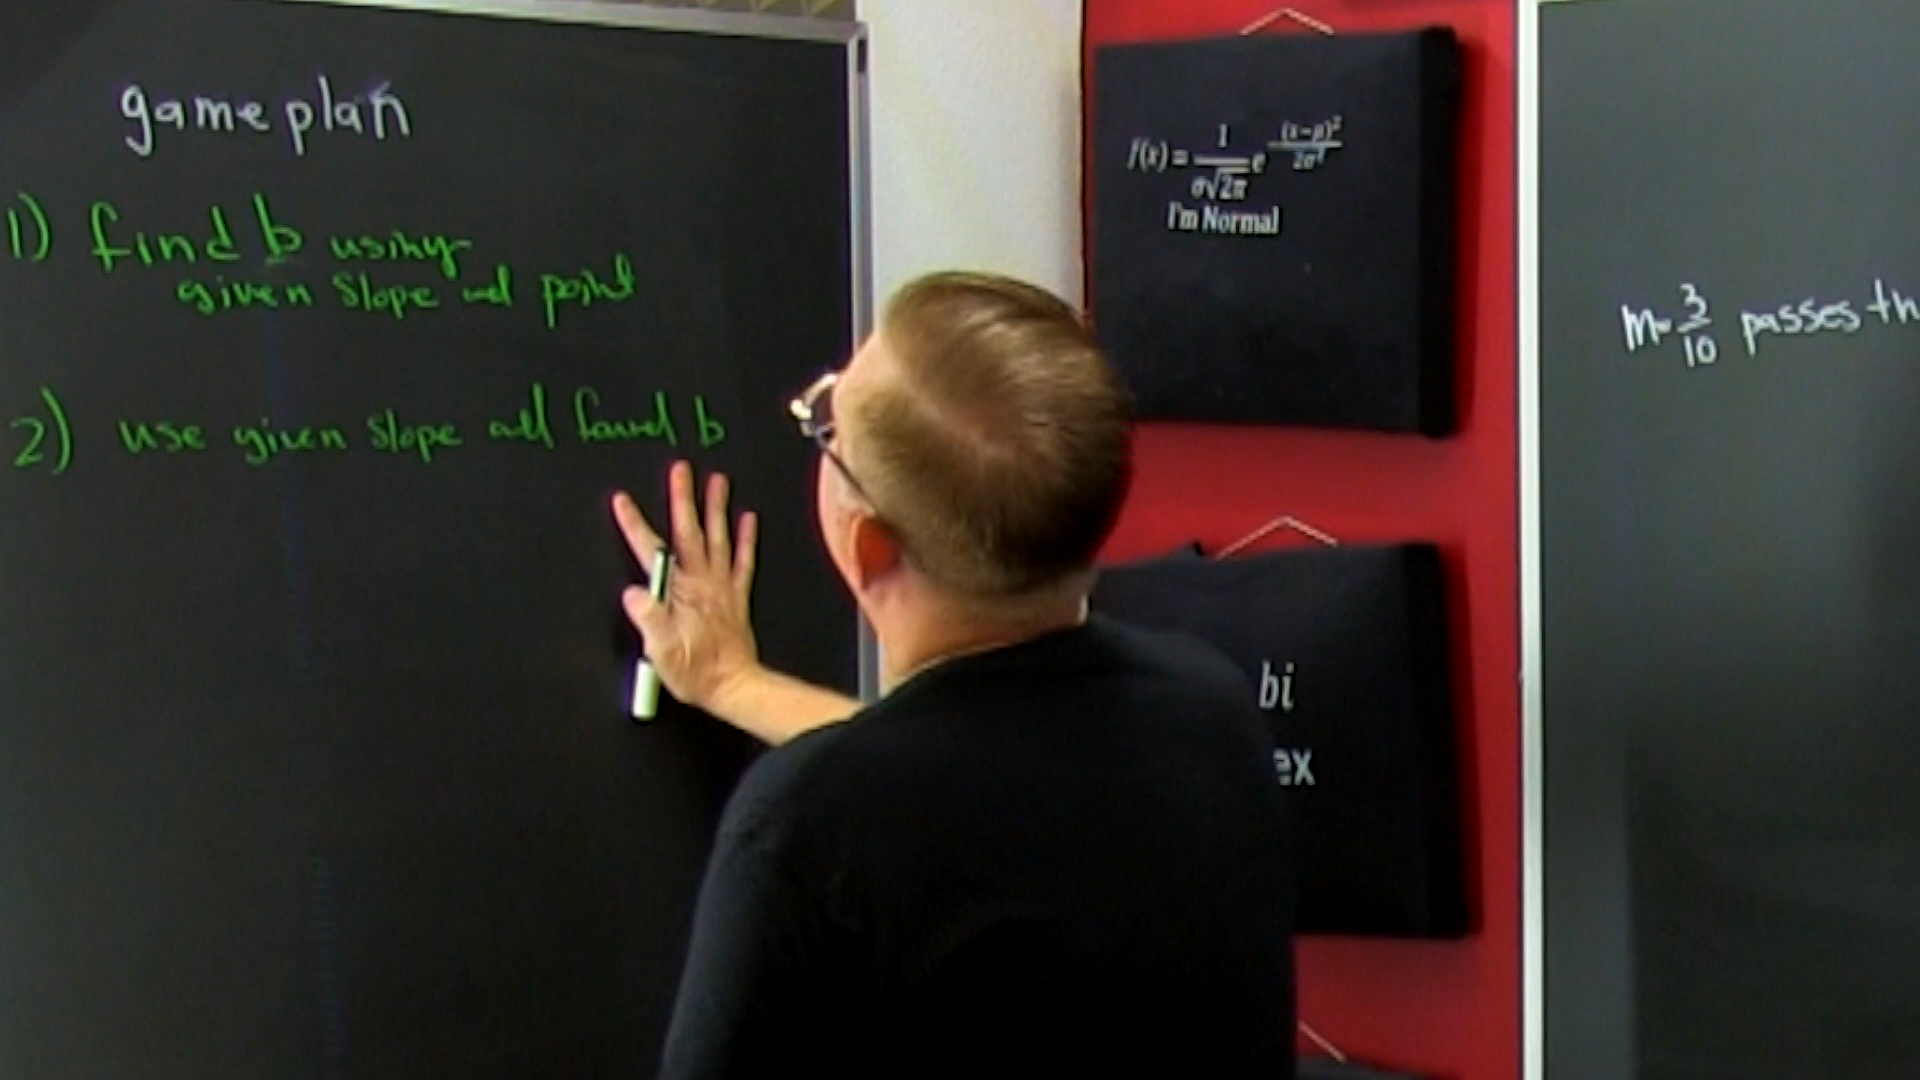 game plan
1) find b using
given slope and point
2) use given slope and found b
f(x) = 1/σ√2π e^-(x-μ)²/2σ²
I'm Normal
bi
ex
m=3/10 passes th